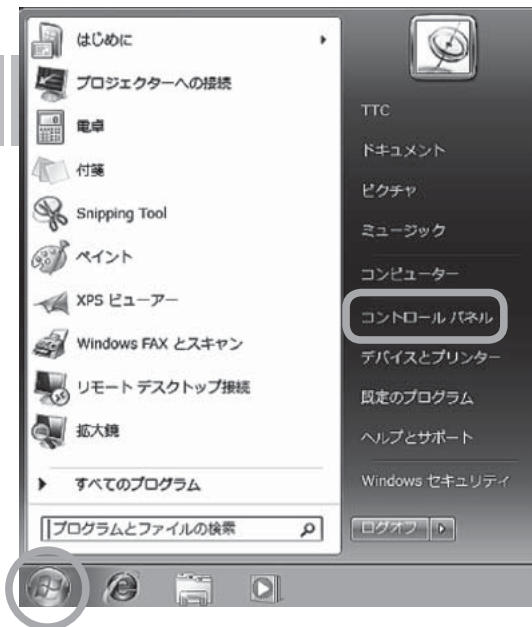 はじめに
プロジェクターへの接続
電卓
付箋
Snipping Tool
ペイント
XPS ビューアー
Windows FAX とスキャン
リモート デスクトップ接続
拡大鏡
すべてのプログラム
プログラムとファイルの検索
TTC
ドキュメント
ピクチャ
ミュージック
コンピューター
コントロール パネル
デバイスとプリンター
既定のプログラム
ヘルプとサポート
Windows セキュリティ
ログオフ